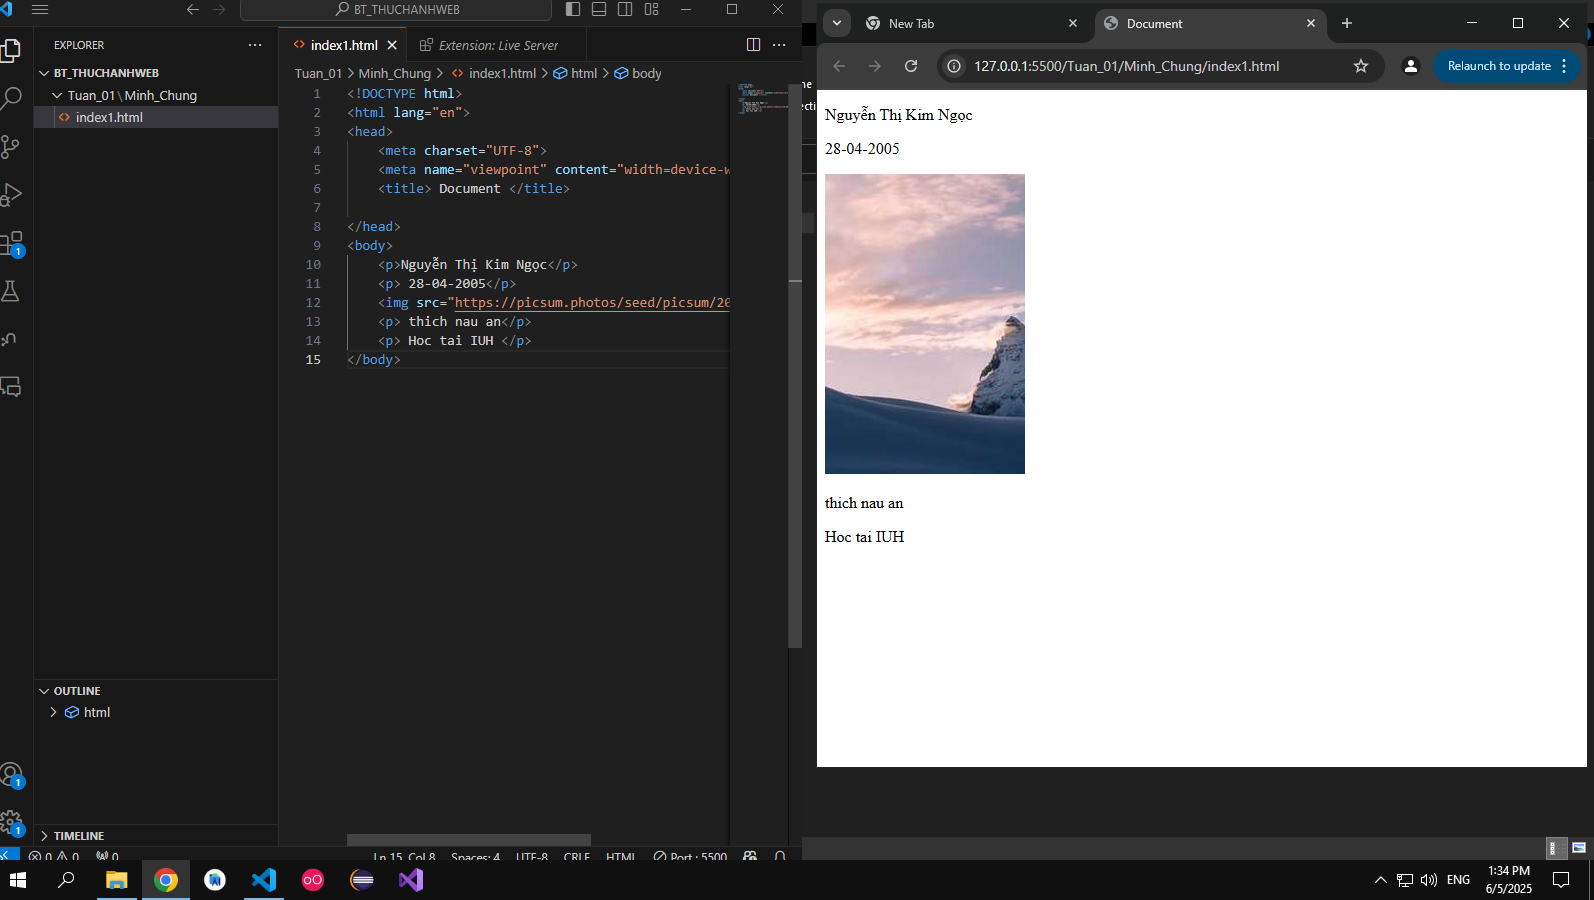 BT_THUCHANHWEB
EXPLORER
BT_THUCHANHWEB
Tuan_01 \ Minh_Chung
index1.html
OUTLINE
html
TIMELINE
index1.html
Extension: Live Server
Tuan_01 > Minh_Chung > index1.html > html > body
1 <!DOCTYPE html>
2 <html lang="en">
3 <head>
4 <meta charset="UTF-8">
5 <meta name="viewpoint" content="width=device-w
6 <title> Document </title>
7
8 </head>
9 <body>
10 <p>Nguyễn Thị Kim Ngọc</p>
11 <p> 28-04-2005</p>
12 <img src="https://picsum.photos/seed/picsum/20
13 <p> thich nau an</p>
14 <p> Hoc tai IUH </p>
15 </body>
1
1
1
0 0 0
Ln 15, Col 8 Spaces: 4 UTF-8 CRLF HTML Port : 5500
New Tab
Document
127.0.0.1:5500/Tuan_01/Minh_Chung/index1.html
Relaunch to update
Nguyễn Thị Kim Ngọc
28-04-2005
thich nau an
Hoc tai IUH
ENG
1:34 PM
6/5/2025